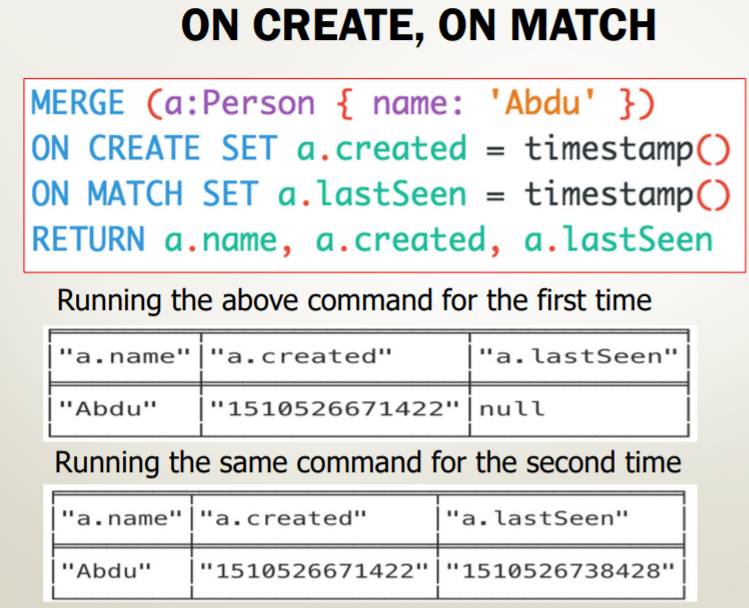 ON CREATE, ON MATCH
MERGE (a:Person { name: 'Abdu' })
ON CREATE SET a.created = timestamp()
ON MATCH SET a.lastSeen = timestamp()
RETURN a.name, a.created, a.lastSeen
Running the above command for the first time
"a.name" "a.created" "a.lastSeen"
"Abdu" "1510526671422" null
Running the same command for the second time
"a.name" "a.created" "a.lastSeen"
"Abdu" "1510526671422" "1510526738428"